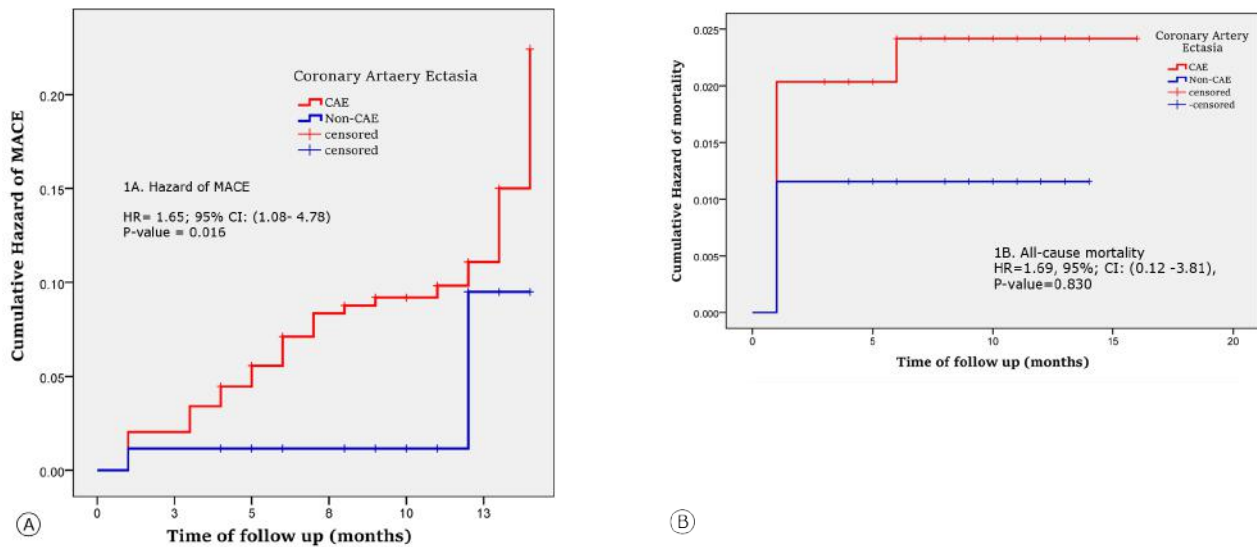 Cumulative Hazard of MACE
0.20
0.15
0.10
0.05
0.00
Coronary Artaery Ectasia
CAE
Non-CAE
censored
censored
1A. Hazard of MACE
HR= 1.65; 95% CI: (1.08- 4.78)
P-value = 0.016
0 3 5 8 10 13
Time of follow up (months)
A
Cumulative Hazard of mortality
0.025
0.020
0.015
0.010
0.005
0.000
Coronary Artery
Ectasia
CAE
Non-CAE
censored
-censored
1B. All-cause mortality
HR=1.69, 95%; CI: (0.12 -3.81),
P-value=0.830
0 5 10 15 20
Time of follow up (months)
B